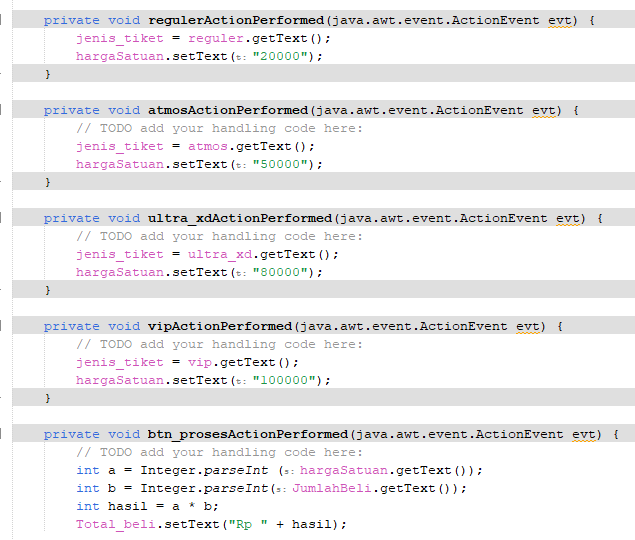 private void regulerActionPerformed(java.awt.event.ActionEvent evt) {
jenis_tiket = reguler.getText();
hargaSatuan.setText(t: "20000");
}
private void atmosActionPerformed(java.awt.event.ActionEvent evt) {
// TODO add your handling code here:
jenis_tiket = atmos.getText();
hargaSatuan.setText(t: "50000");
}
private void ultra_xdActionPerformed(java.awt.event.ActionEvent evt) {
// TODO add your handling code here:
jenis_tiket = ultra_xd.getText();
hargaSatuan.setText(t: "80000");
}
private void vipActionPerformed(java.awt.event.ActionEvent evt) {
// TODO add your handling code here:
jenis_tiket = vip.getText();
hargaSatuan.setText(t: "100000");
}
private void btn_prosesActionPerformed(java.awt.event.ActionEvent evt) {
// TODO add your handling code here:
int a = Integer.parseInt (s: hargaSatuan.getText());
int b = Integer.parseInt(s: JumlahBeli.getText());
int hasil = a * b;
Total_beli.setText("Rp " + hasil);